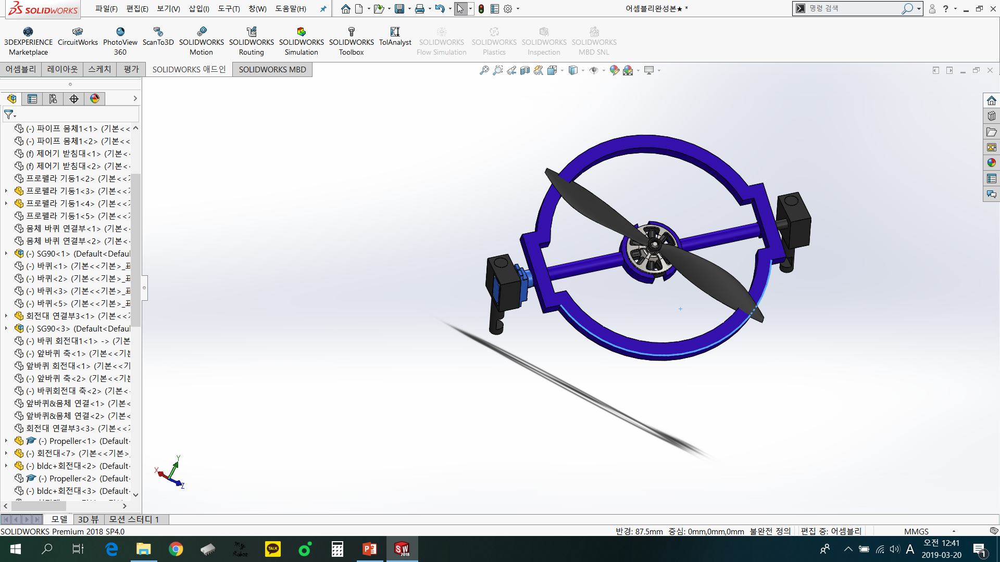 SOLIDWORKS 파일(F) 편집(E) 보기(V) 삽입(I) 도구(T) 창(W) 도움말(H) 어셈블리완성본★ * 명령 검색 ?
3DEXPERIENCE Marketplace
CircuitWorks
PhotoView 360
ScanTo3D
SOLIDWORKS Motion
SOLIDWORKS Routing
SOLIDWORKS Simulation
SOLIDWORKS Toolbox
TolAnalyst
SOLIDWORKS Flow Simulation
SOLIDWORKS Plastics
SOLIDWORKS Inspection
SOLIDWORKS MBD SNL
어셈블리 레이아웃 스케치 평가 SOLIDWORKS 애드인 SOLIDWORKS MBD
(-) 파이프 몸체1<1> (기본<<
(-) 파이프 몸체1<2> (기본<<
(f) 제어기 받침대<1> (기본<
(f) 제어기 받침대<2> (기본<
프로펠라 기둥1<2> (기본<<
프로펠라 기둥1<3> (기본<<
프로펠라 기둥1<4> (기본<<
프로펠라 기둥1<5> (기본<<
몸체 바퀴 연결부<1> (기본<
몸체 바퀴 연결부<2> (기본<
(-) SG90<1> (Default<Defaul
(-) 바퀴<1> (기본<<기본>_표
(-) 바퀴<2> (기본<<기본>_표
(-) 바퀴<3> (기본<<기본>_표
(-) 바퀴<5> (기본<<기본>_표
회전대 연결부3<1> (기본<<
(-) SG90<3> (Default<Defaul
(-) 바퀴 회전대1<1> -> (기본
(-) 앞바퀴 축<1> (기본<<기본
앞바퀴 회전대<1> (기본<<기
(-) 앞바퀴 축<2> (기본<<기본
(-) 바퀴회전대 축<2> (기본<
앞바퀴&몸체 연결<1> (기본<
앞바퀴&몸체 연결<2> (기본<
회전대 연결부3<3> (기본<<
(-) Propeller<1> (Default
(-) 회전대<7> (기본<<기본>_
(-) bldc+회전대<2> (Default
(-) Propeller<2> (Default
(-) bldc+회전대<3> (Default
Y
X
Z
모델 3D 뷰 모션 스터디 1
SOLIDWORKS Premium 2018 SP4.0 반경: 87.5mm 중심: 0mm,0mm,0mm 불완전 정의 편집 중: 어셈블리 MMGS
My Robot
TALK
SW 2018
A
오전 12:41
2019-03-20
1